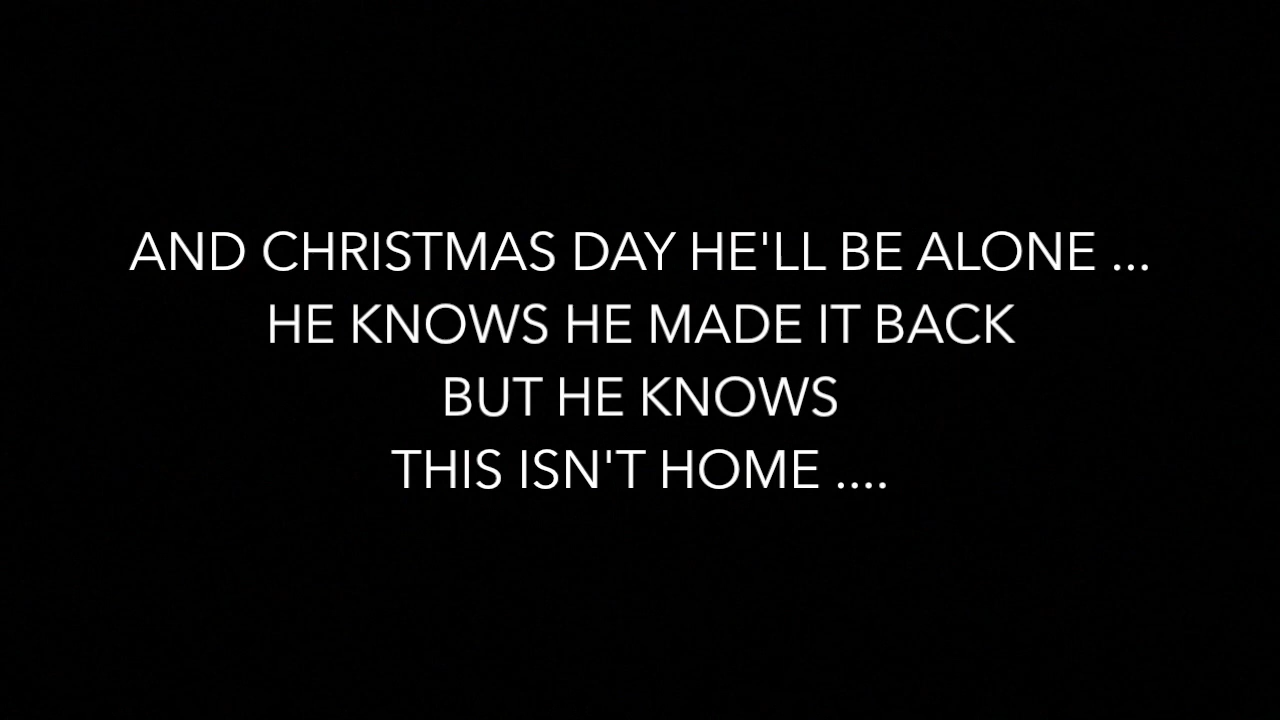 AND CHRISTMAS DAY HE'LL BE ALONE ...
HE KNOWS HE MADE IT BACK
BUT HE KNOWS
THIS ISN'T HOME ....